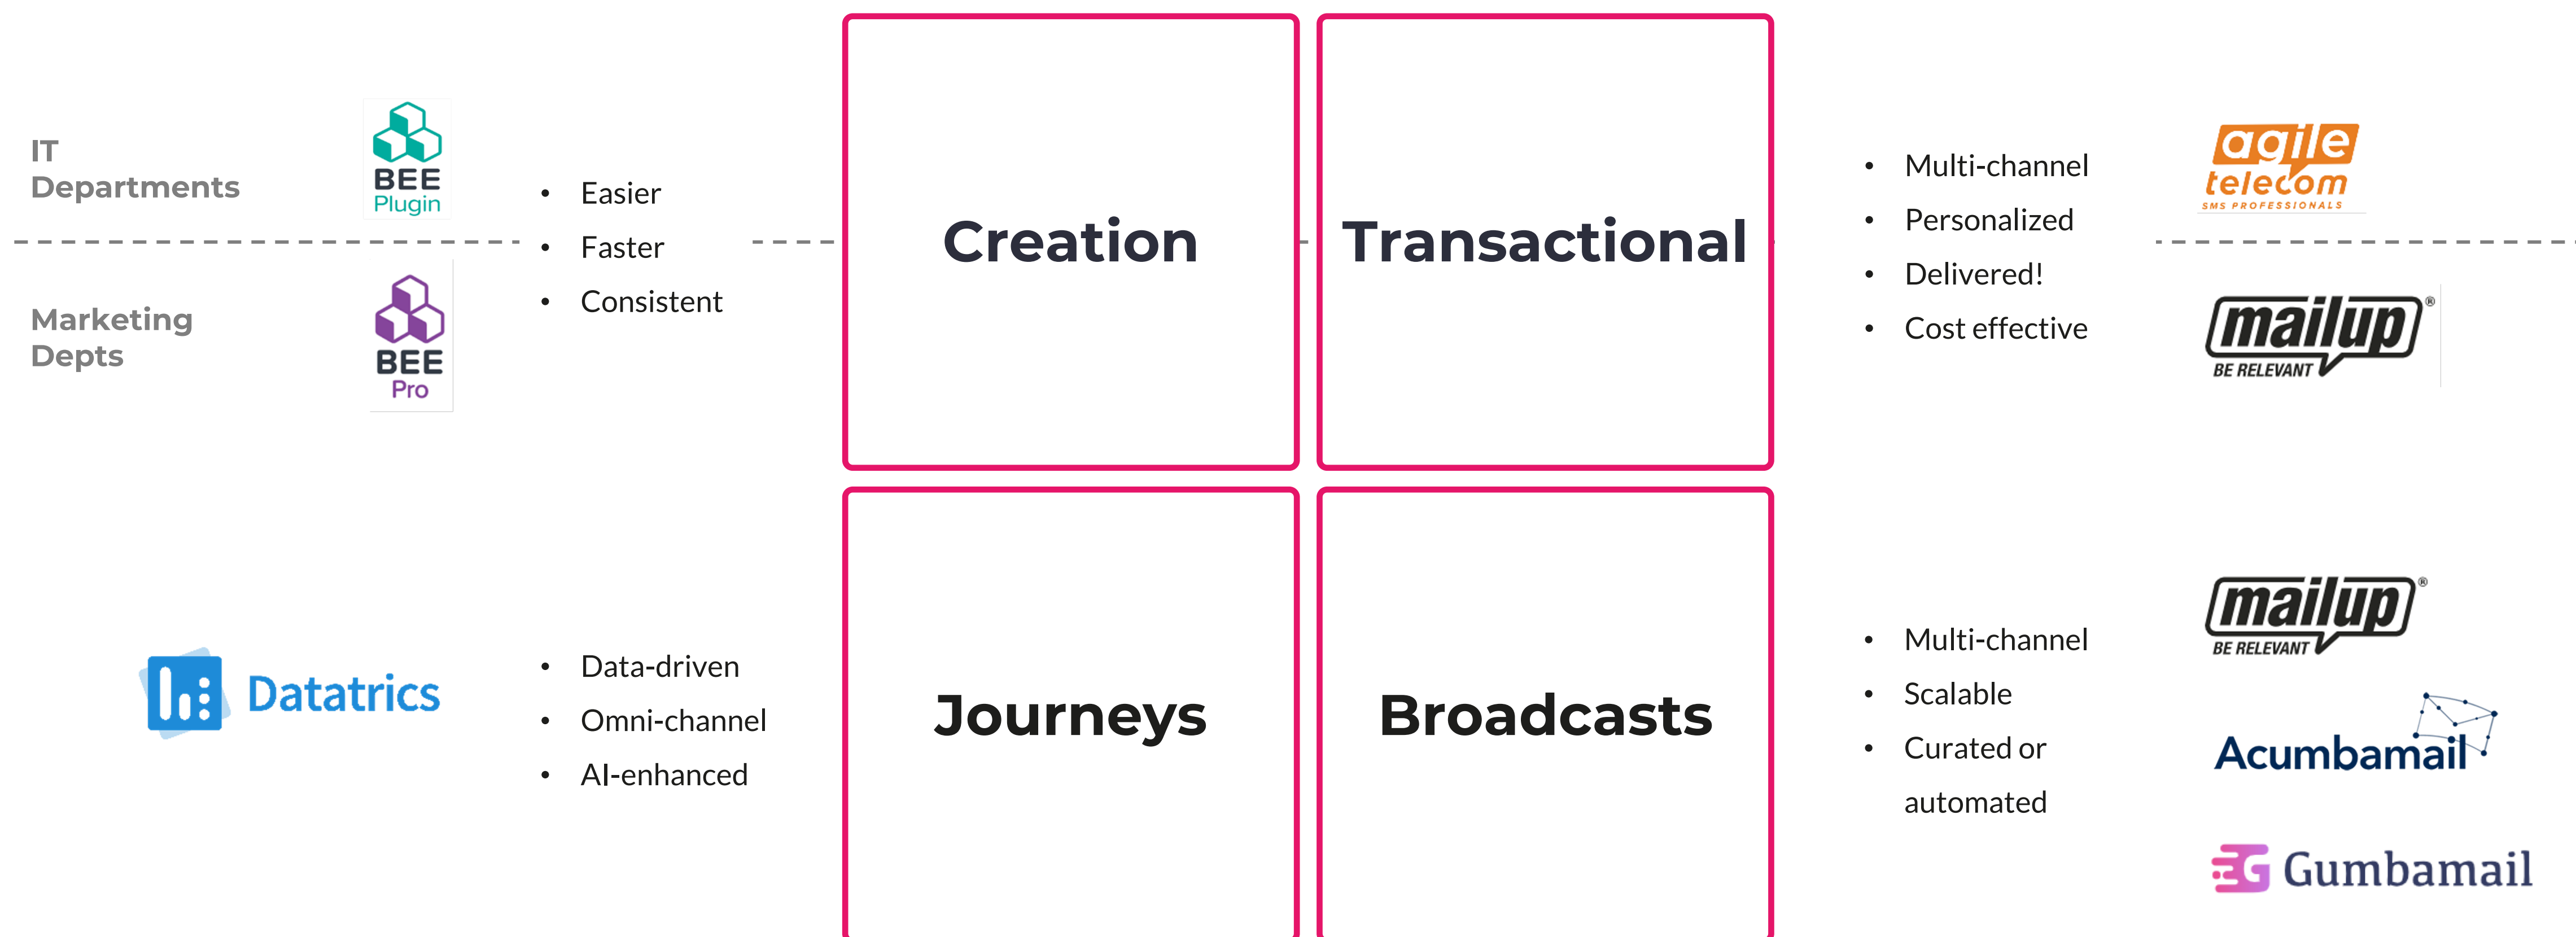 IT
Departments
BEE
Plugin
Marketing
Depts
BEE
Pro
• Easier
• Faster
• Consistent
Creation
Transactional
• Multi-channel
• Personalized
• Delivered!
• Cost effective
agile
telecom
SMS PROFESSIONALS
mailup®
BE RELEVANT
Datatrics
• Data-driven
• Omni-channel
• AI-enhanced
Journeys
Broadcasts
• Multi-channel
• Scalable
• Curated or
automated
mailup®
BE RELEVANT
Acumbamail
G Gumbamail